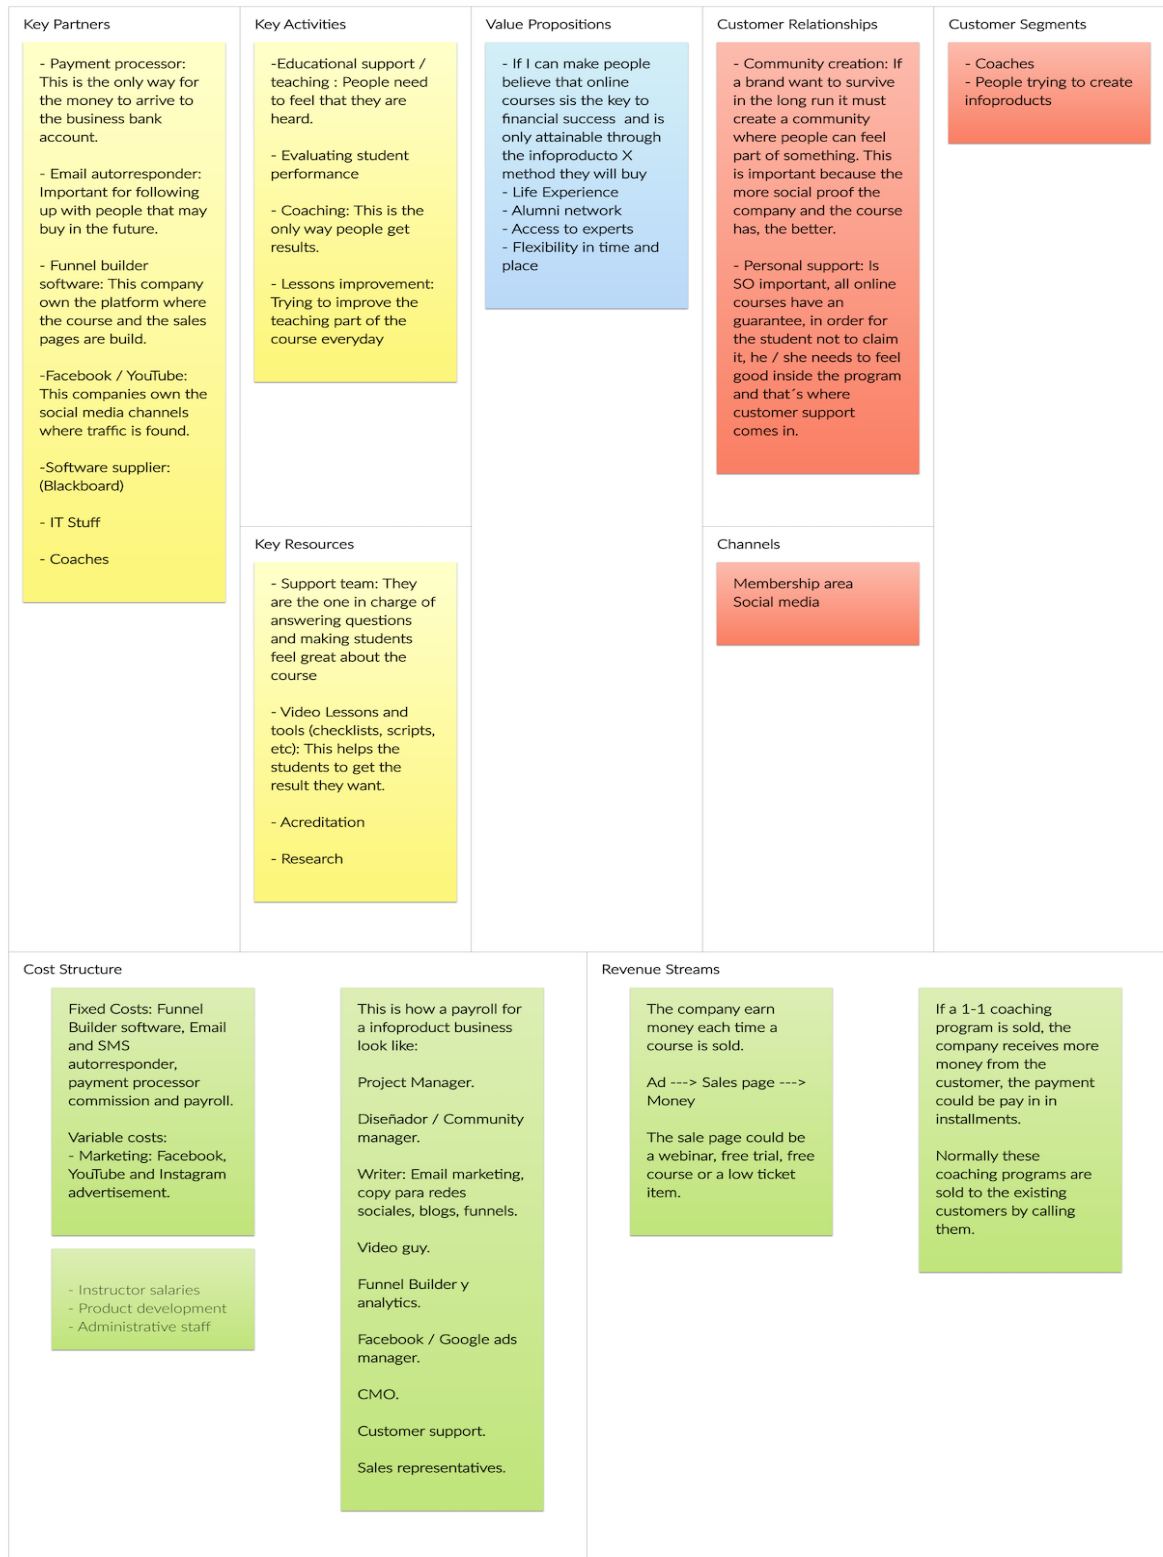 Key Partners
- Payment processor:
This is the only way for
the money to arrive to
the business bank
account.
- Email autorresponder:
Important for following
up with people that may
buy in the future.
- Funnel builder
software: This company
own the platform where
the course and the sales
pages are build.
-Facebook / YouTube:
This companies own the
social media channels
where traffic is found.
-Software supplier:
(Blackboard)
- IT Stuff
- Coaches
Key Activities
-Educational support /
teaching : People need
to feel that they are
heard.
- Evaluating student
performance
- Coaching: This is the
only way people get
results.
- Lessons improvement:
Trying to improve the
teaching part of the
course everyday
Key Resources
- Support team: They
are the one in charge of
answering questions
and making students
feel great about the
course
- Video Lessons and
tools (checklists, scripts,
etc): This helps the
students to get the
result they want.
- Acreditation
- Research
Value Propositions
- If I can make people
believe that online
courses sis the key to
financial success and is
only attainable through
the infoproducto X
method they will buy
- Life Experience
- Alumni network
- Access to experts
- Flexibility in time and
place
Customer Relationships
- Community creation: If
a brand want to survive
in the long run it must
create a community
where people can feel
part of something. This
is important because the
more social proof the
company and the course
has, the better.
- Personal support: Is
SO important, all online
courses have an
guarantee, in order for
the student not to claim
it, he / she needs to feel
good inside the program
and that´s where
customer support
comes in.
Channels
Membership area
Social media
Customer Segments
- Coaches
- People trying to create
infoproducts
Cost Structure
Fixed Costs: Funnel
Builder software, Email
and SMS
autorresponder,
payment processor
commission and payroll.
Variable costs:
- Marketing: Facebook,
YouTube and Instagram
advertisement.
- Instructor salaries
- Product development
- Administrative staff
This is how a payroll for
a infoproduct business
look like:
Project Manager.
Diseñador / Community
manager.
Writer: Email marketing,
copy para redes
sociales, blogs, funnels.
Video guy.
Funnel Builder y
analytics.
Facebook / Google ads
manager.
CMO.
Customer support.
Sales representatives.
Revenue Streams
The company earn
money each time a
course is sold.
Ad ---> Sales page --->
Money
The sale page could be
a webinar, free trial, free
course or a low ticket
item.
If a 1-1 coaching
program is sold, the
company receives more
money from the
customer, the payment
could be pay in in
installments.
Normally these
coaching programs are
sold to the existing
customers by calling
them.